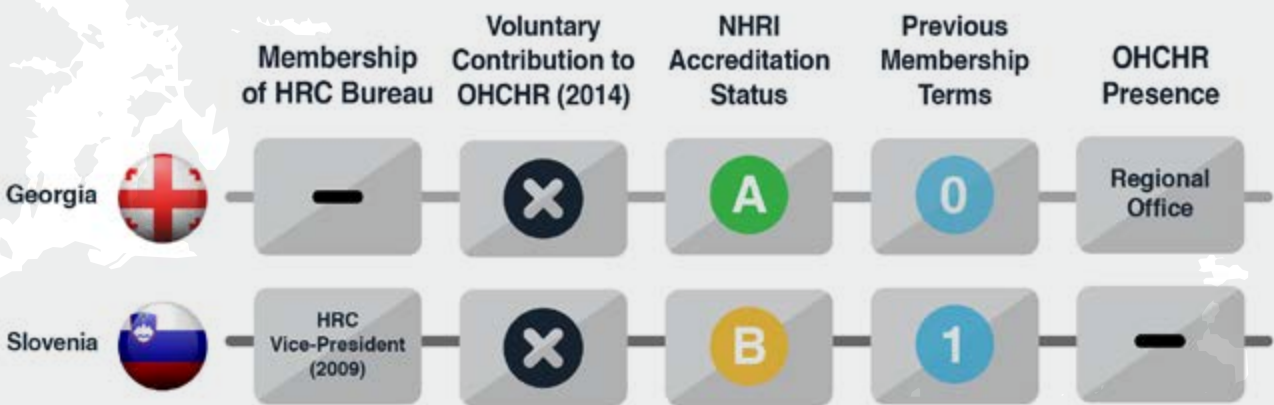 Membership
of HRC Bureau
Voluntary
Contribution to
OHCHR (2014)
NHRI
Accreditation
Status
Previous
Membership
Terms
OHCHR
Presence
Georgia
A
0
Regional
Office
Slovenia
HRC
Vice-President
(2009)
B
1